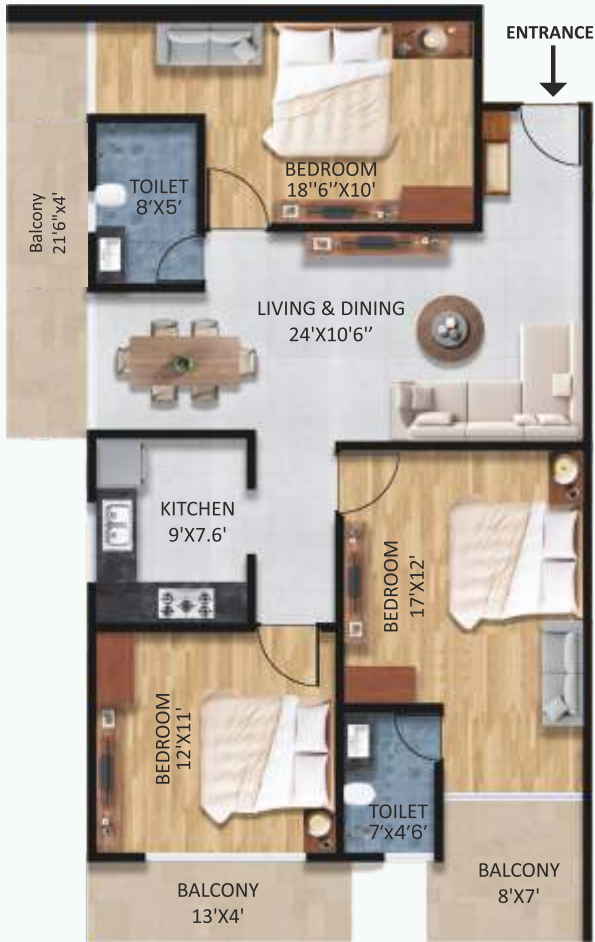 ENTRANCE
BEDROOM
18"6"X10'
TOILET
8'X5'
Balcony
21'6"x4'
LIVING & DINING
24'X10'6"
KITCHEN
9'X7.6'
BEDROOM
17'X12'
BEDROOM
12'X11'
TOILET
7'x4'6'
BALCONY
8'X7'
BALCONY
13'X4'